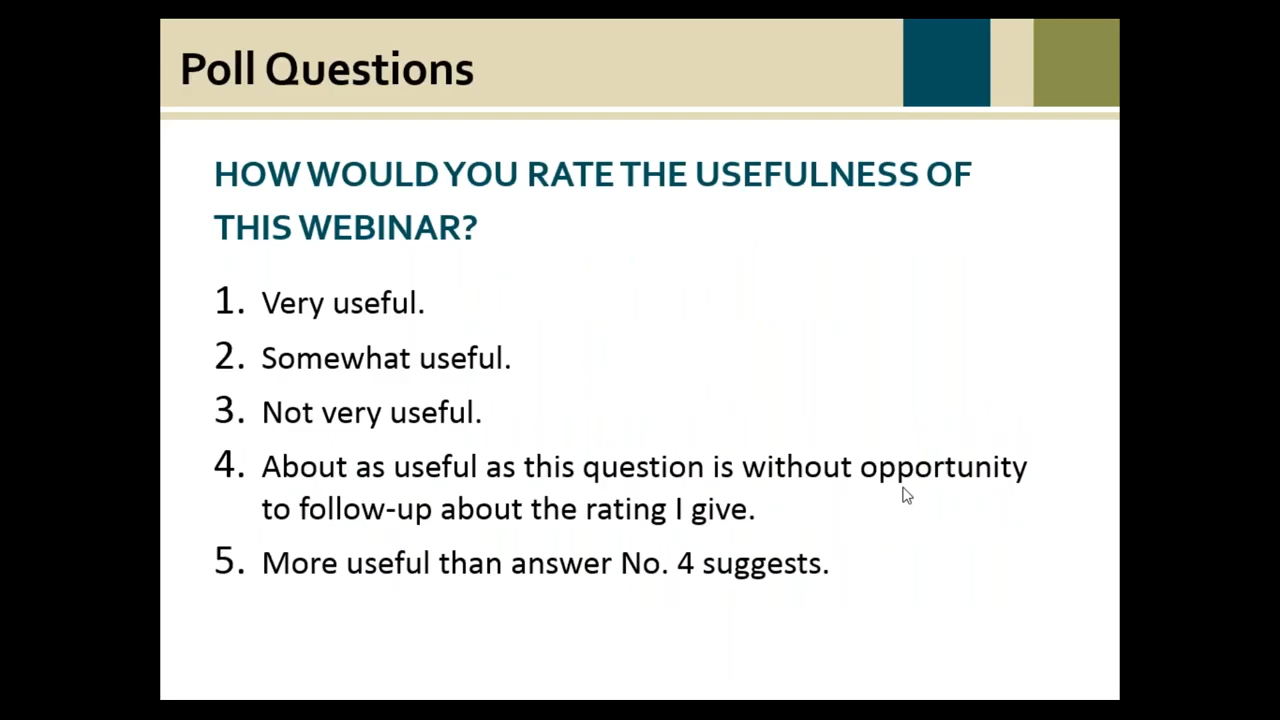 Poll Questions
HOW WOULD YOU RATE THE USEFULNESS OF
THIS WEBINAR?
1. Very useful.
2. Somewhat useful.
3. Not very useful.
4. About as useful as this question is without opportunity
to follow-up about the rating I give.
5. More useful than answer No. 4 suggests.